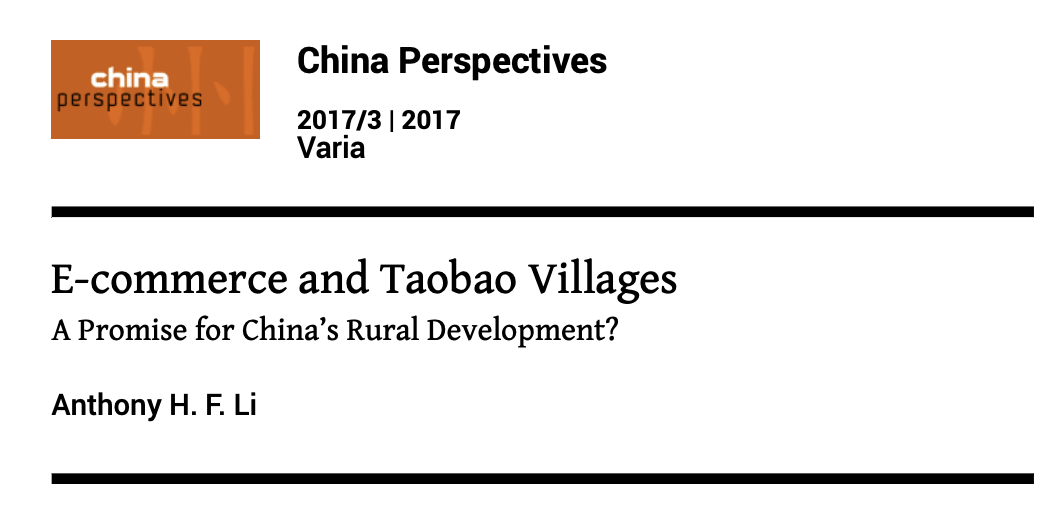 china
perspectives
China Perspectives
2017/3 | 2017
Varia
E-commerce and Taobao Villages
A Promise for China’s Rural Development?
Anthony H. F. Li